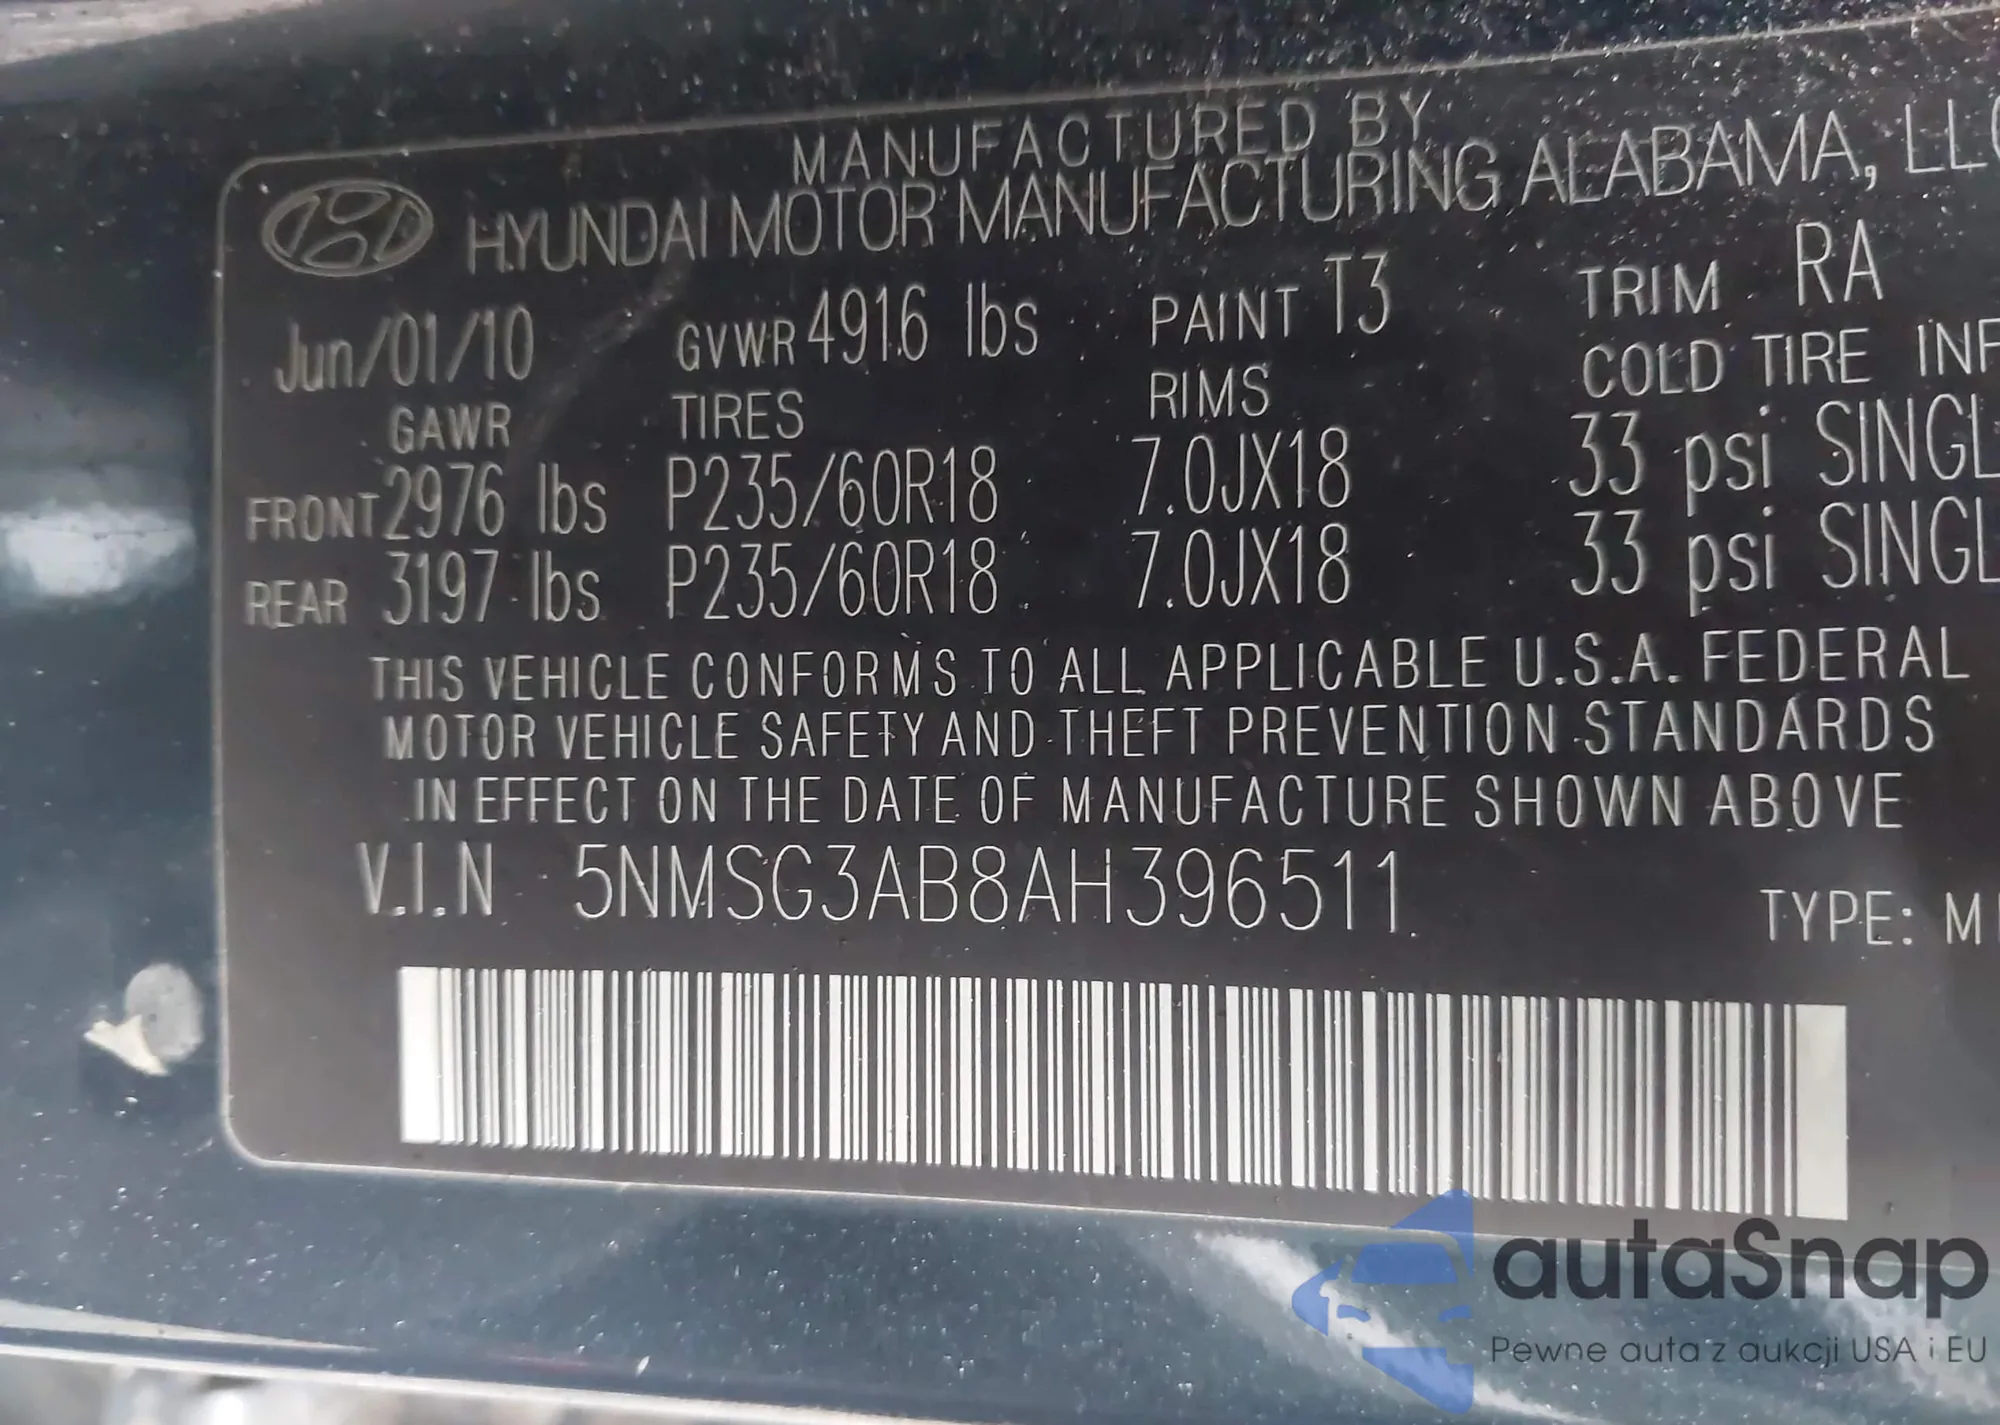 MANUFACTURED BY
HYUNDAI MOTOR MANUFACTURING ALABAMA, LLC
Jun/01/10 GVWR 4916 lbs PAINT T3 TRIM RA
GAWR TIRES RIMS COLD TIRE INF
FRONT 2976 lbs P235/60R18 7.0JX18 33 psi SINGL
REAR 3197 lbs P235/60R18 7.0JX18 33 psi SINGL
THIS VEHICLE CONFORMS TO ALL APPLICABLE U.S.A. FEDERAL
MOTOR VEHICLE SAFETY AND THEFT PREVENTION STANDARDS
IN EFFECT ON THE DATE OF MANUFACTURE SHOWN ABOVE
V.I.N 5NMSG3AB8AH396511
TYPE: M
autaSnap
Pewne auta z aukcji USA i EU